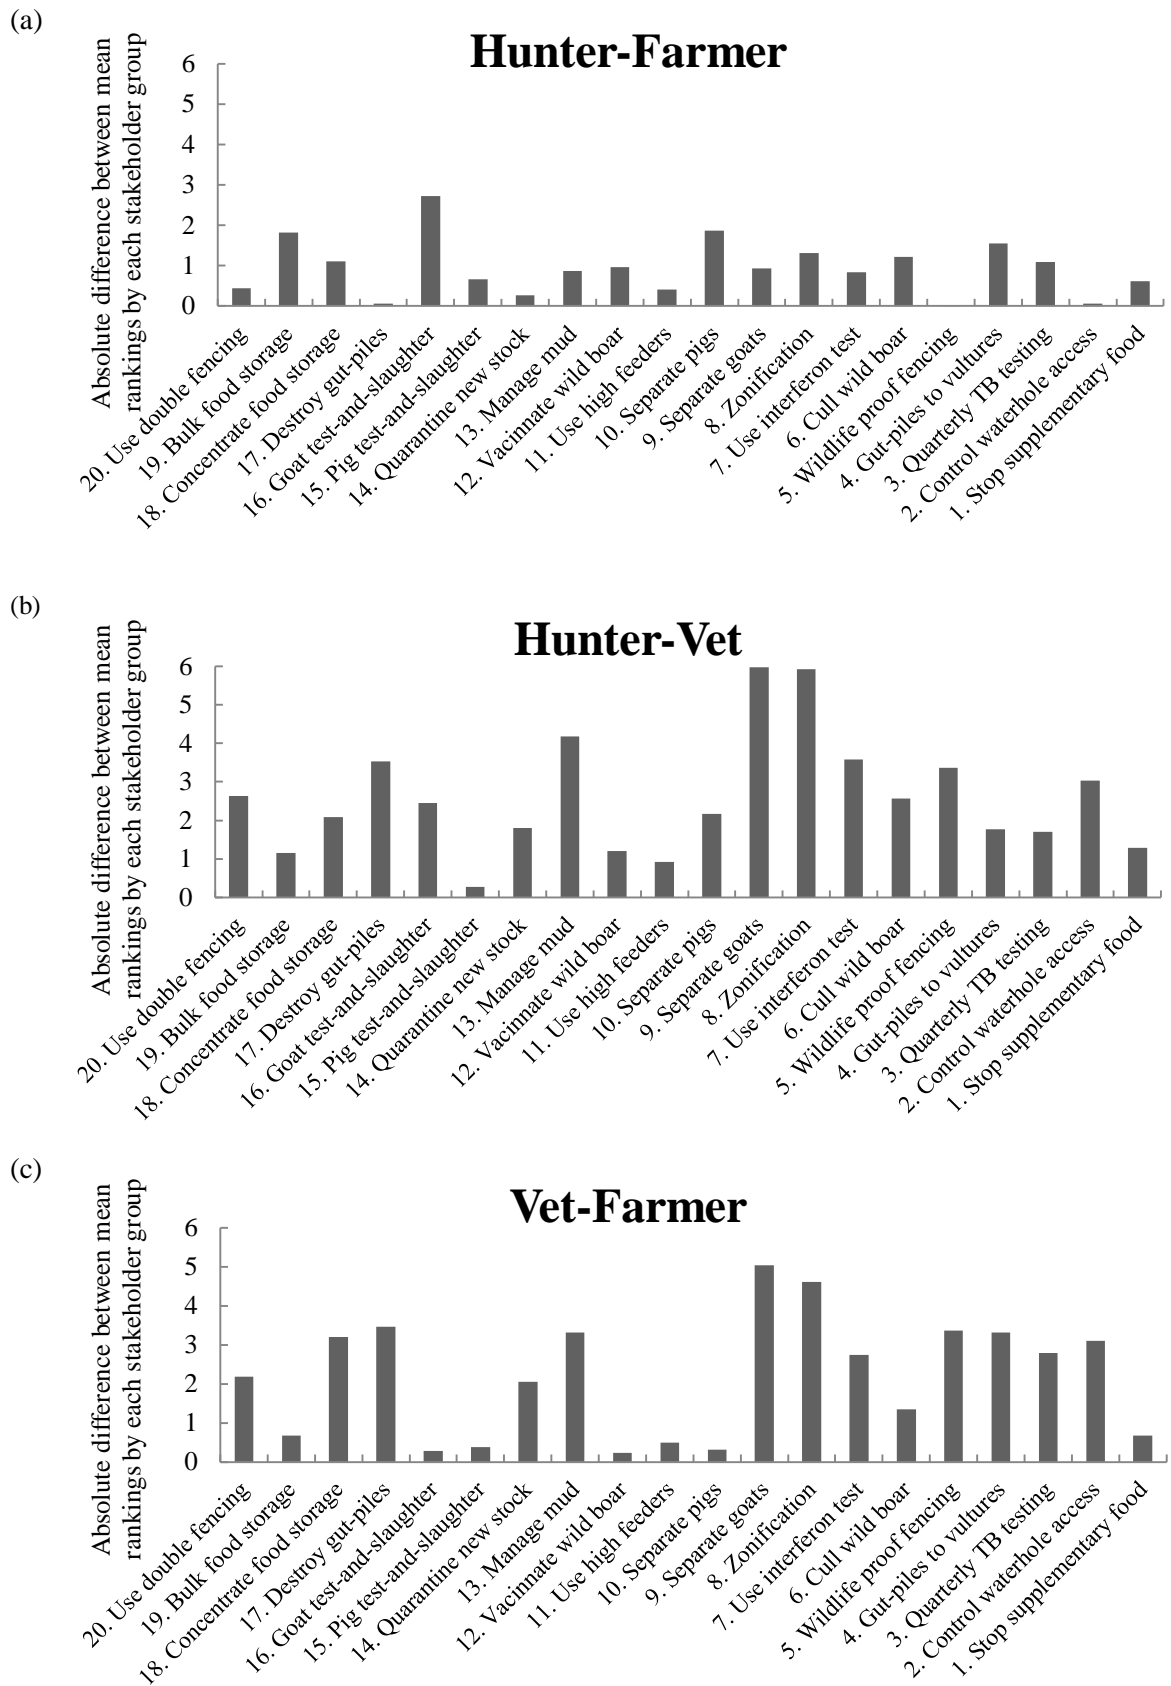 (a)
Hunter-Farmer
Absolute difference between mean
rankings by each stakeholder group
6
5
4
3
2
1
0
20. Use double fencing
19. Bulk food storage
18. Concentrate food storage
17. Destroy gut-piles
16. Goat test-and-slaughter
15. Pig test-and-slaughter
14. Quarantine new stock
13. Manage mud
12. Vacinnate wild boar
11. Use high feeders
10. Separate pigs
9. Separate goats
8. Zonification
7. Use interferon test
6. Cull wild boar
5. Wildlife proof fencing
4. Gut-piles to vultures
3. Quarterly TB testing
2. Control waterhole access
1. Stop supplementary food
(b)
Hunter-Vet
Absolute difference between mean
rankings by each stakeholder group
6
5
4
3
2
1
0
20. Use double fencing
19. Bulk food storage
18. Concentrate food storage
17. Destroy gut-piles
16. Goat test-and-slaughter
15. Pig test-and-slaughter
14. Quarantine new stock
13. Manage mud
12. Vacinnate wild boar
11. Use high feeders
10. Separate pigs
9. Separate goats
8. Zonification
7. Use interferon test
6. Cull wild boar
5. Wildlife proof fencing
4. Gut-piles to vultures
3. Quarterly TB testing
2. Control waterhole access
1. Stop supplementary food
(c)
Vet-Farmer
Absolute difference between mean
rankings by each stakeholder group
6
5
4
3
2
1
0
20. Use double fencing
19. Bulk food storage
18. Concentrate food storage
17. Destroy gut-piles
16. Goat test-and-slaughter
15. Pig test-and-slaughter
14. Quarantine new stock
13. Manage mud
12. Vacinnate wild boar
11. Use high feeders
10. Separate pigs
9. Separate goats
8. Zonification
7. Use interferon test
6. Cull wild boar
5. Wildlife proof fencing
4. Gut-piles to vultures
3. Quarterly TB testing
2. Control waterhole access
1. Stop supplementary food